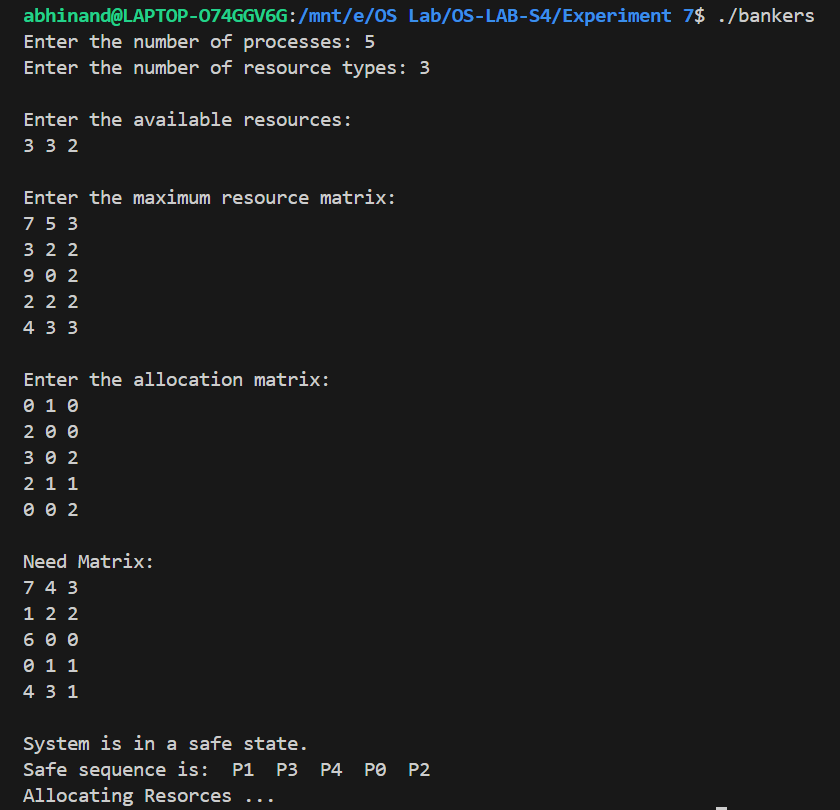 abhinand@LAPTOP-O74GGV6G:/mnt/e/OS Lab/OS-LAB-S4/Experiment 7$ ./bankers
Enter the number of processes: 5
Enter the number of resource types: 3
Enter the available resources:
3 3 2
Enter the maximum resource matrix:
7 5 3
3 2 2
9 0 2
2 2 2
4 3 3
Enter the allocation matrix:
0 1 0
2 0 0
3 0 2
2 1 1
0 0 2
Need Matrix:
7 4 3
1 2 2
6 0 0
0 1 1
4 3 1
System is in a safe state.
Safe sequence is:  P1  P3  P4  P0  P2
Allocating Resorces ...